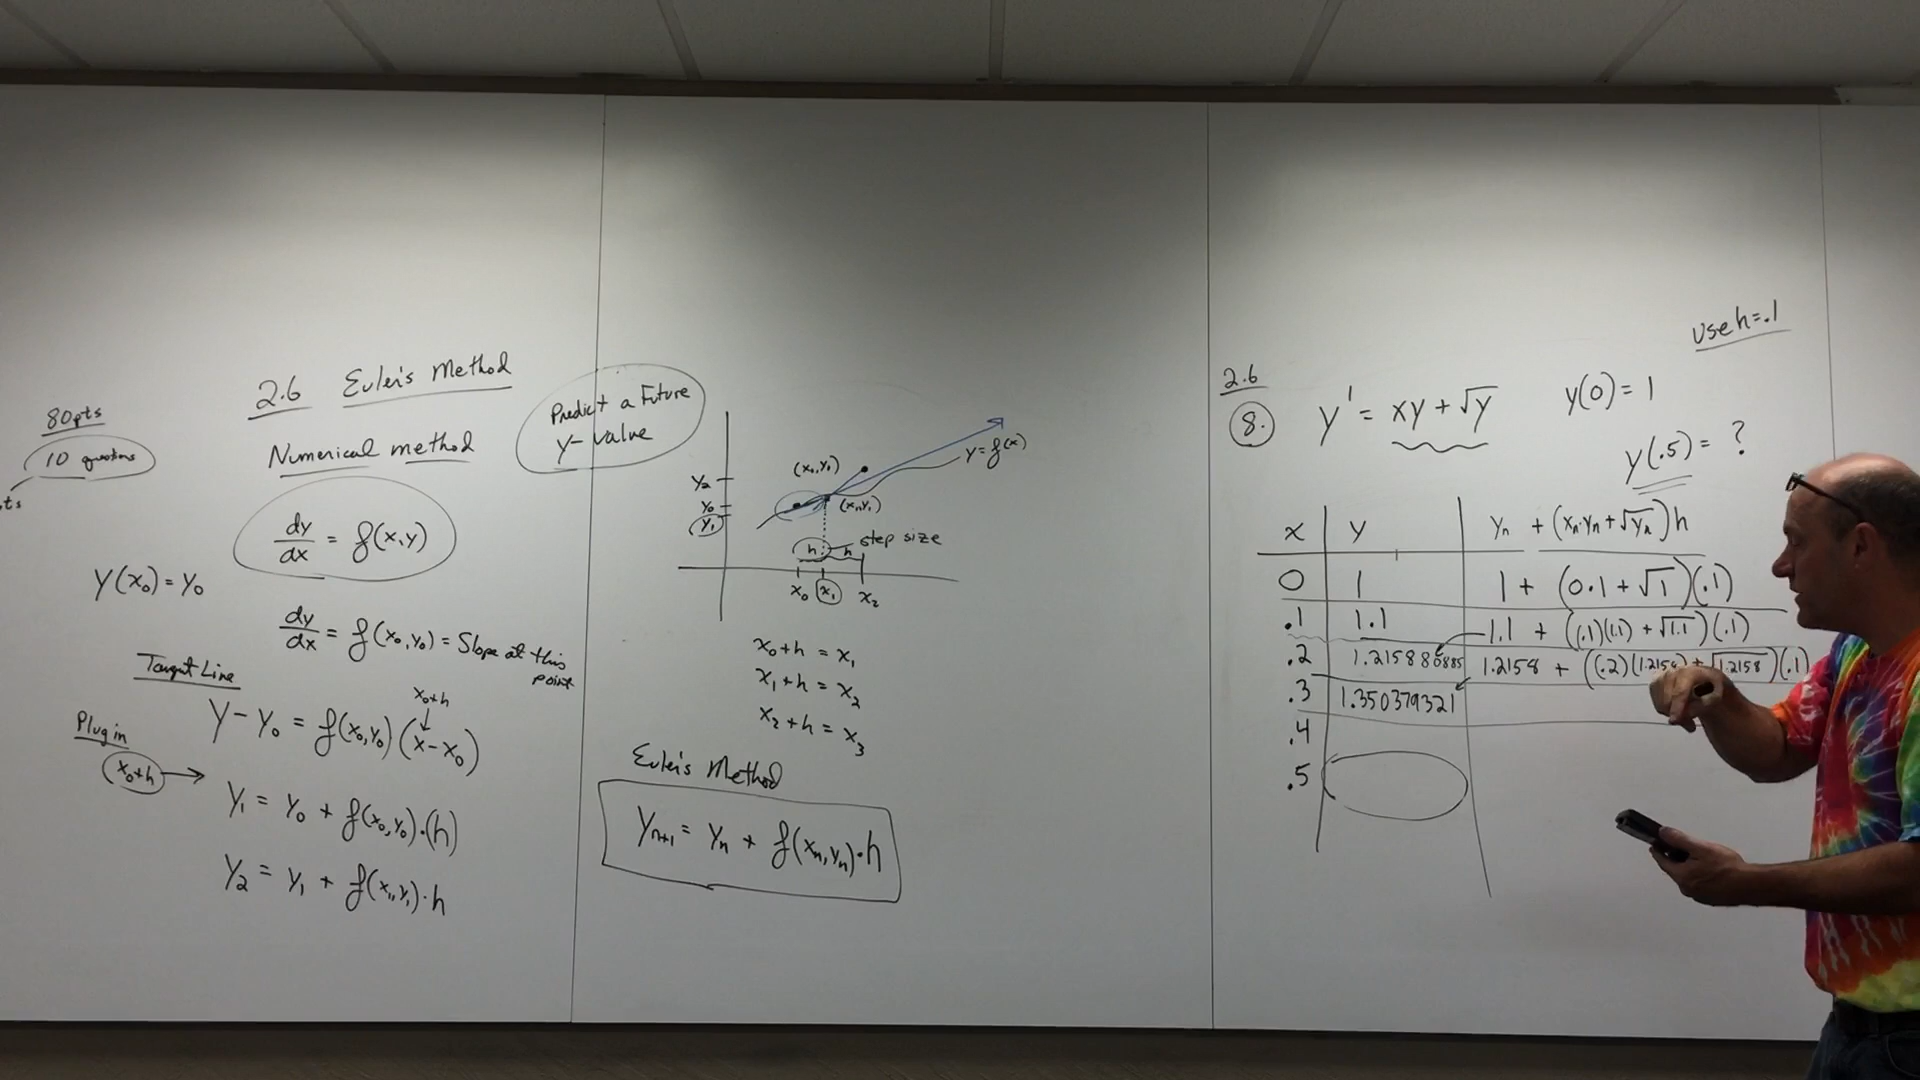 80pts
10 questions
ts
2.6 Euler's Method
Numerical method
dy/dx = f(x,y)
y(x₀) = y₀
dy/dx = f(x₀,y₀) = Slope at this point
Tangent Line
x₀+h
y - y₀ = f(x₀,y₀)(x - x₀)
Plug in
x₀+h →
y₁ = y₀ + f(x₀,y₀)·(h)
y₂ = y₁ + f(x₁,y₁)·h
Predict a Future
y-value
y₂
y₀
y₁
(x₀,y₀)
y = f(x)
h
h
step size
x₀ x₁ x₂
x₀+h = x₁
x₁+h = x₂
x₂+h = x₃
Euler's Method
yₙ₊₁ = yₙ + f(xₙ,yₙ)·h
Use h=.1
2.6
8. y' = xy + √y y(0) = 1
y(.5) = ?
x y yₙ + (xₙ·yₙ + √yₙ)h
0 1 1 + (0·1 + √1)(.1)
.1 1.1 1.1 + ((.1)(1.1) + √1.1)(.1)
.2 1.215880885 1.2158 + ((.2)(1.2158) + √1.2158)(.1)
.3 1.350379321
.4
.5